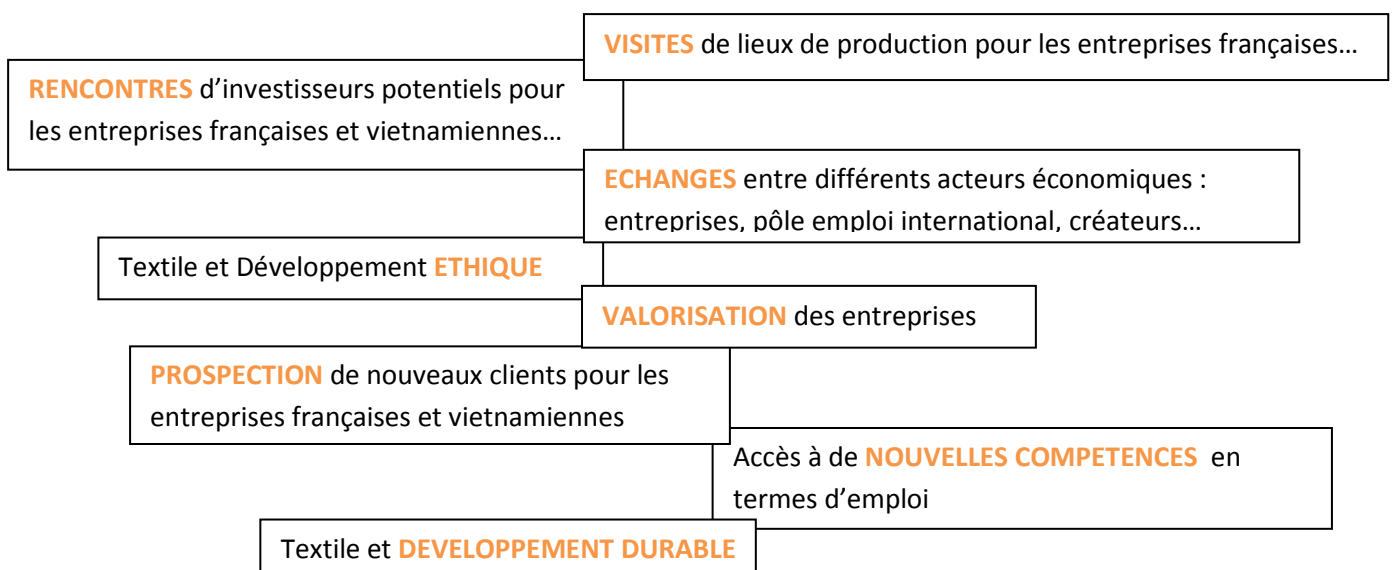 VISITES de lieux de production pour les entreprises françaises…
RENCONTRES d’investisseurs potentiels pour
les entreprises françaises et vietnamiennes…
ECHANGES entre différents acteurs économiques :
entreprises, pôle emploi international, créateurs…
Textile et Développement ETHIQUE
VALORISATION des entreprises
PROSPECTION de nouveaux clients pour les
entreprises françaises et vietnamiennes
Accès à de NOUVELLES COMPETENCES en
termes d’emploi
Textile et DEVELOPPEMENT DURABLE